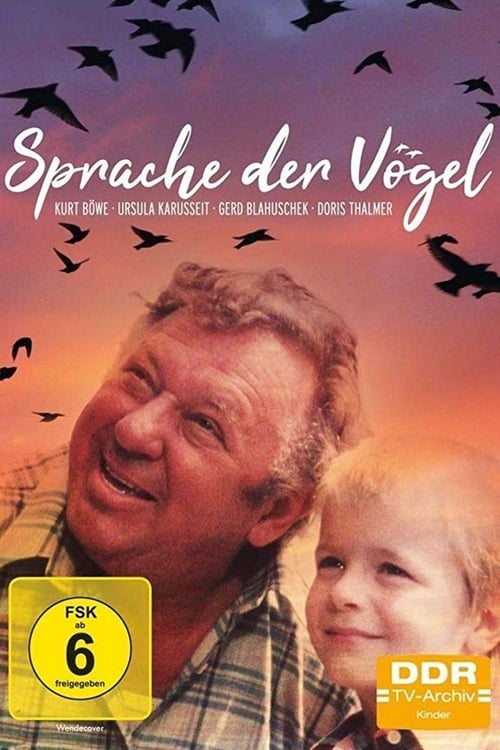 Sprache der Vögel
KURT BÖWE · URSULA KARUSSEIT · GERD BLAHUSCHEK · DORIS THALMER
FSK
ab
6
freigegeben
Wendecover
DDR
TV-Archiv
Kinder